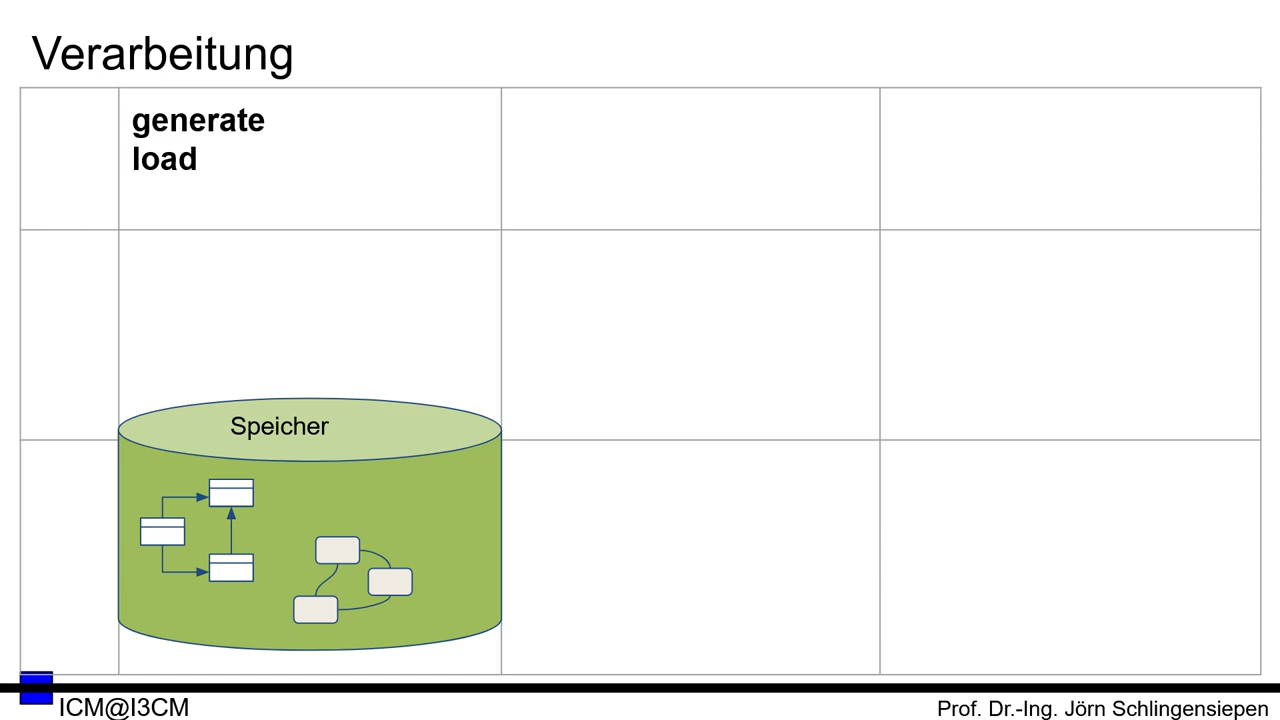 Verarbeitung
generate
load
Speicher
ICM@I3CM
Prof. Dr.-Ing. Jörn Schlingensiepen